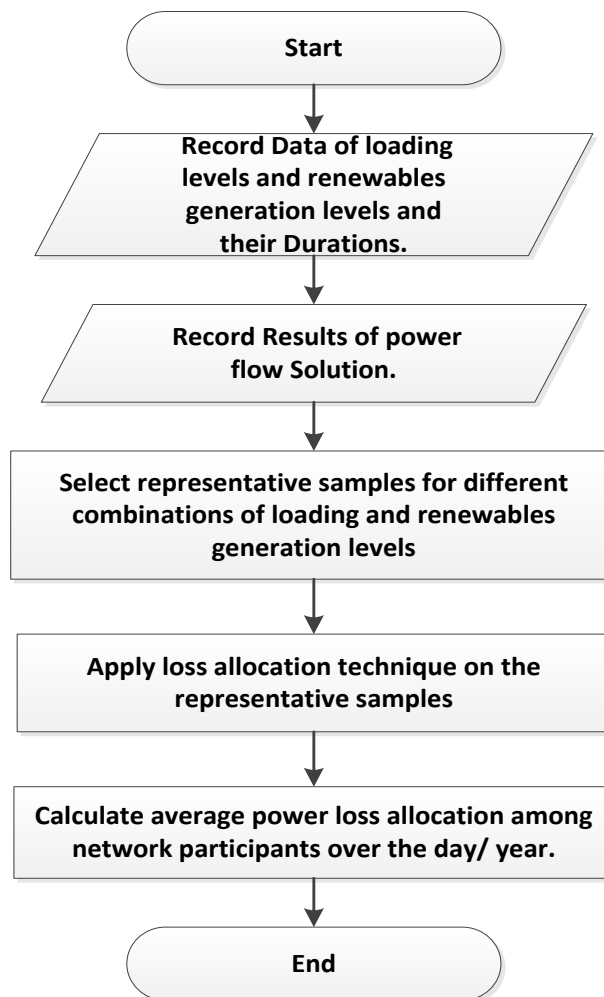 Start
Record Data of loading
levels and renewables
generation levels and
their Durations.
Record Results of power
flow Solution.
Select representative samples for different
combinations of loading and renewables
generation levels
Apply loss allocation technique on the
representative samples
Calculate average power loss allocation among
network participants over the day/ year.
End